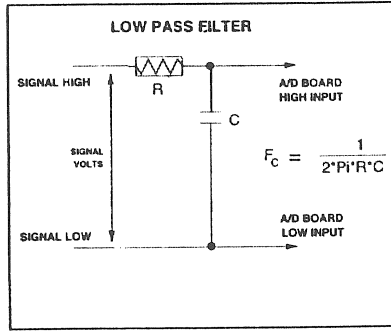 LOW PASS FILTER
SIGNAL HIGH
R
A/D BOARD
HIGH INPUT
C
SIGNAL
VOLTS
Fc = 1
2*Pi*R*C
SIGNAL LOW
A/D BOARD
LOW INPUT